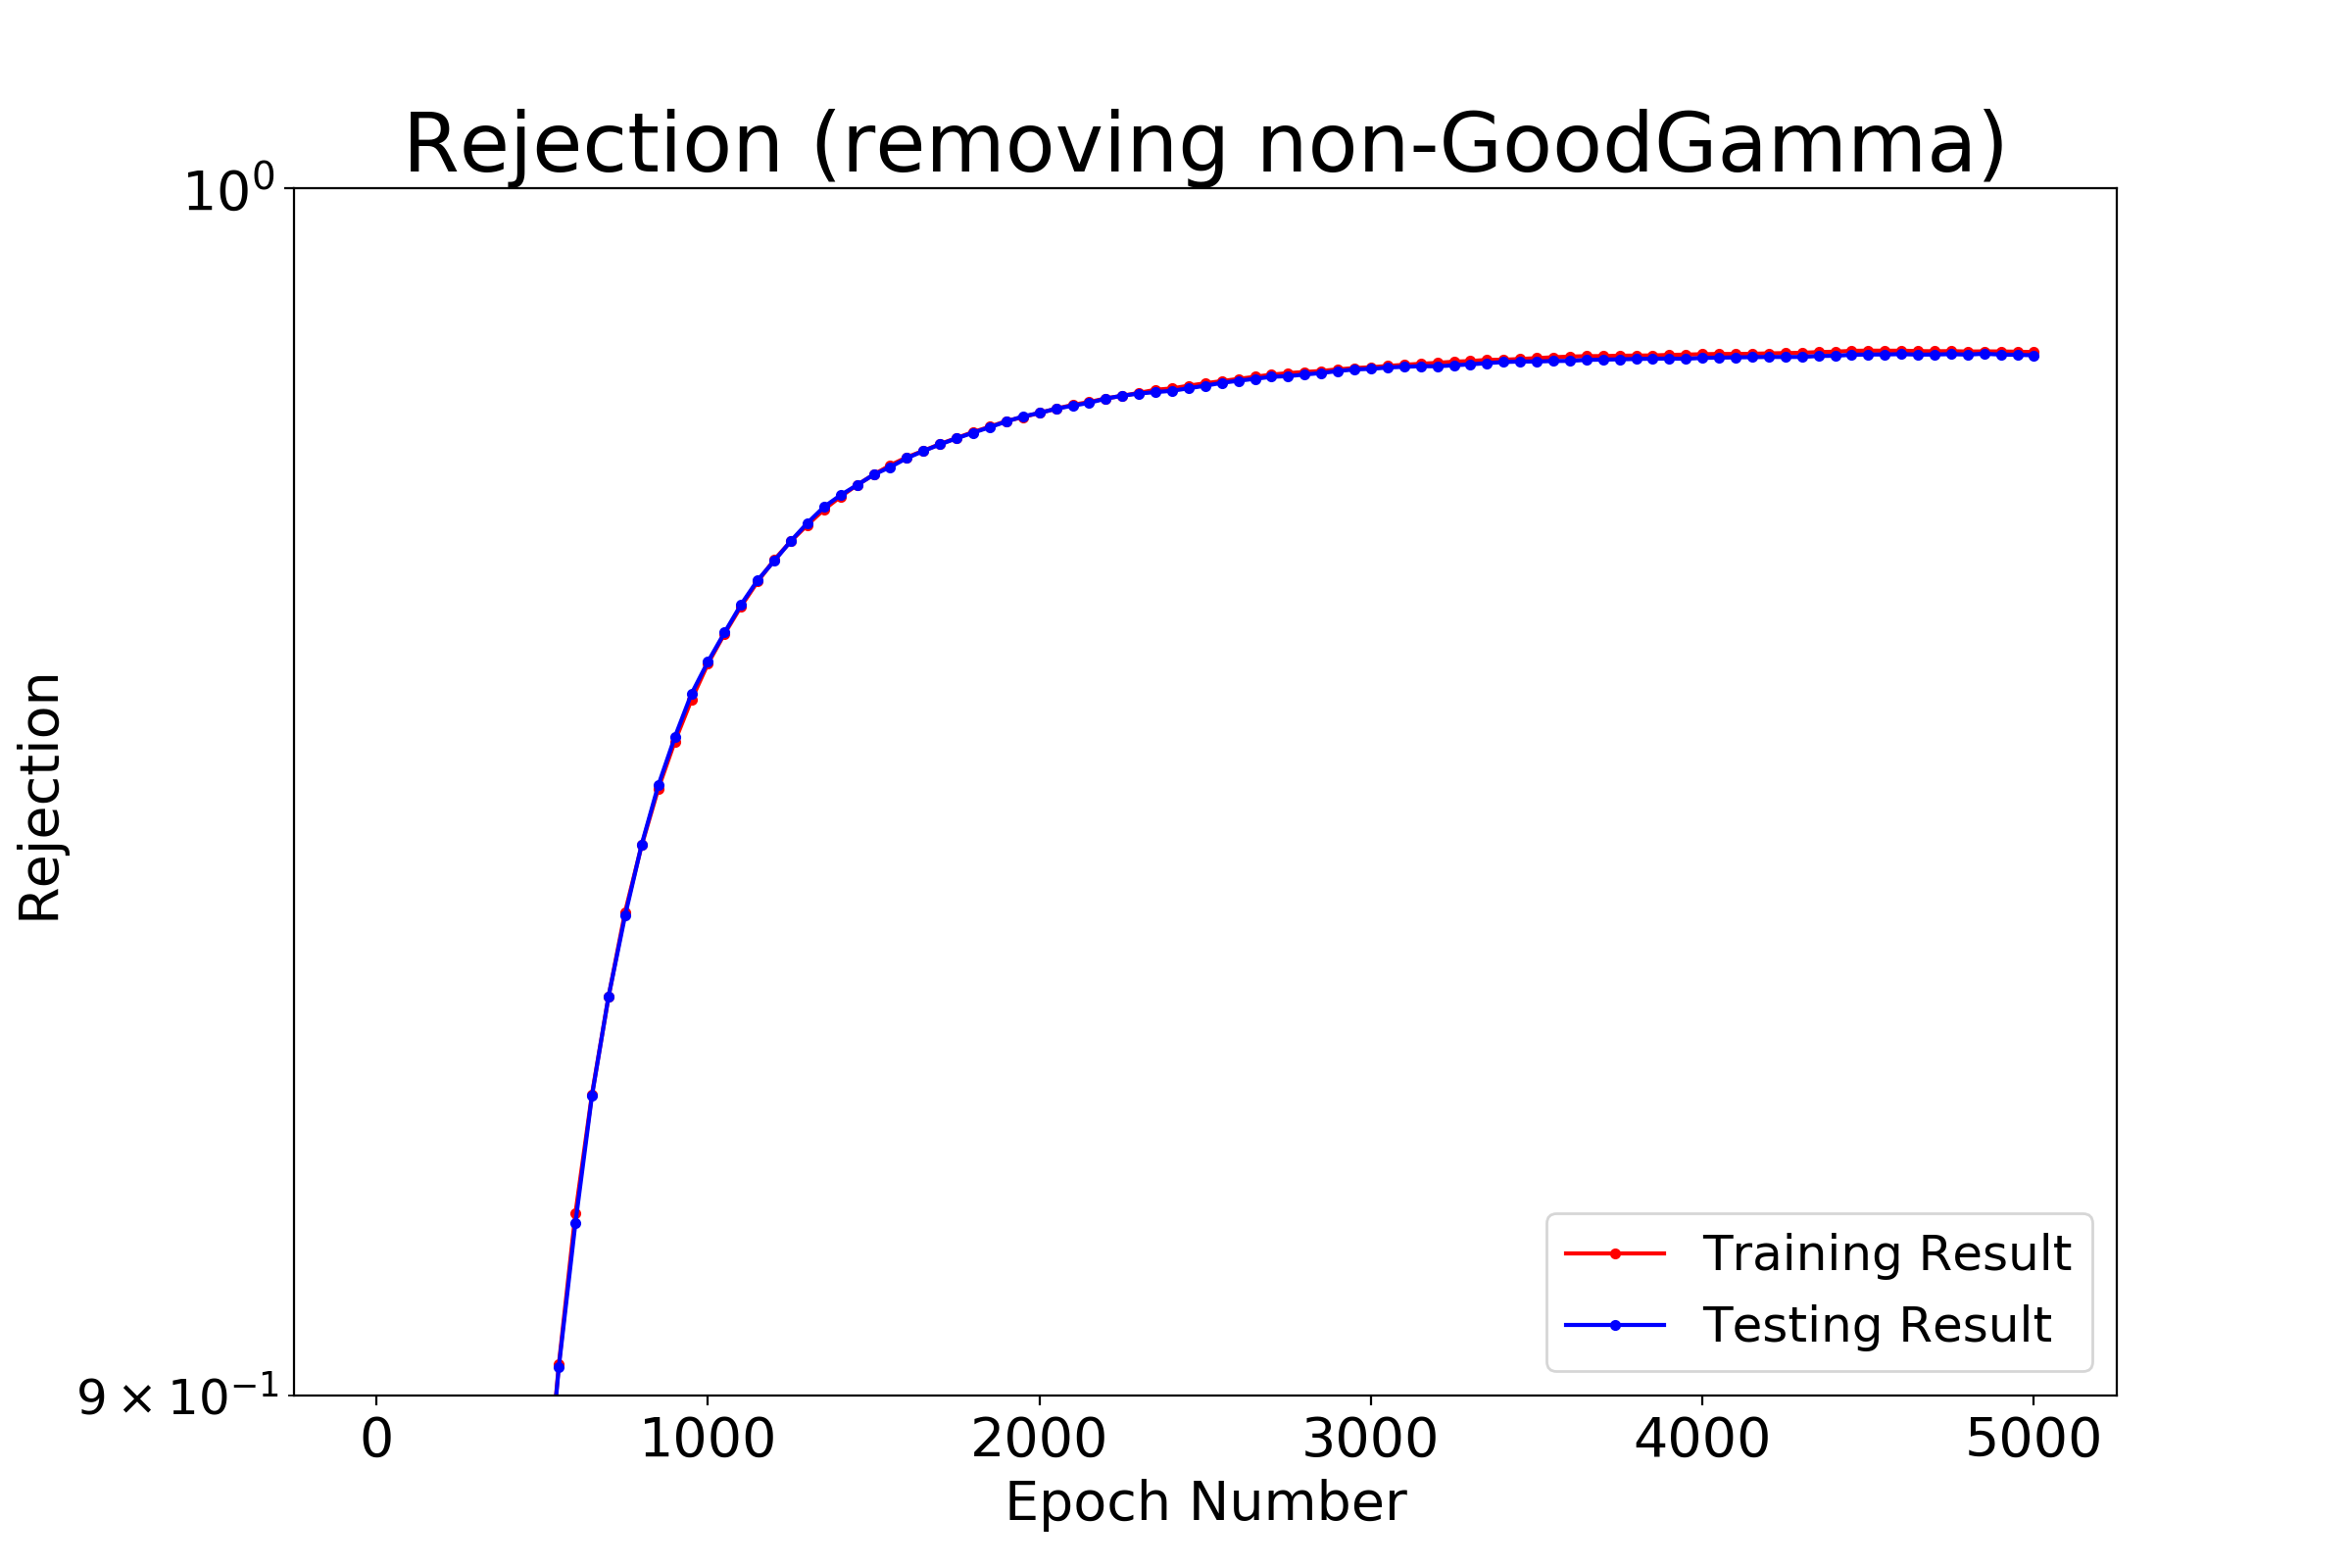 Rejection (removing non-GoodGamma)
10⁰
Rejection
9 × 10⁻¹
Training Result
Testing Result
0 1000 2000 3000 4000 5000
Epoch Number